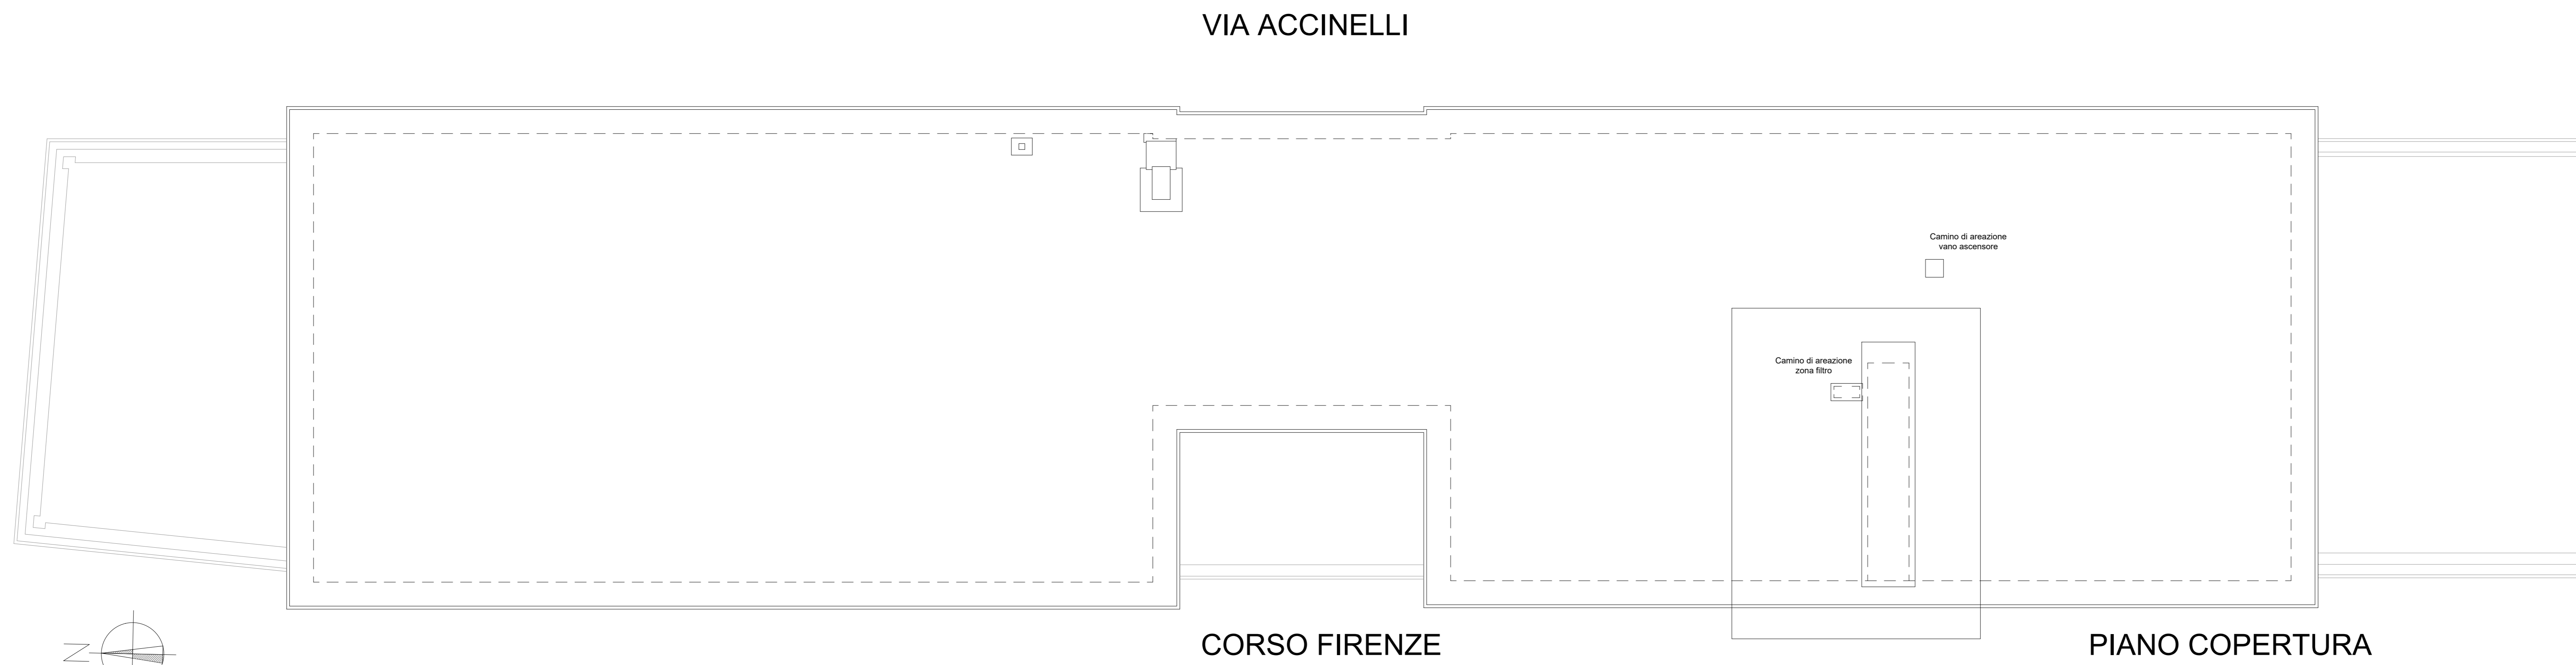 VIA ACCINELLI
Camino di areazione
vano ascensore
Camino di areazione
zona filtro
CORSO FIRENZE
PIANO COPERTURA
N